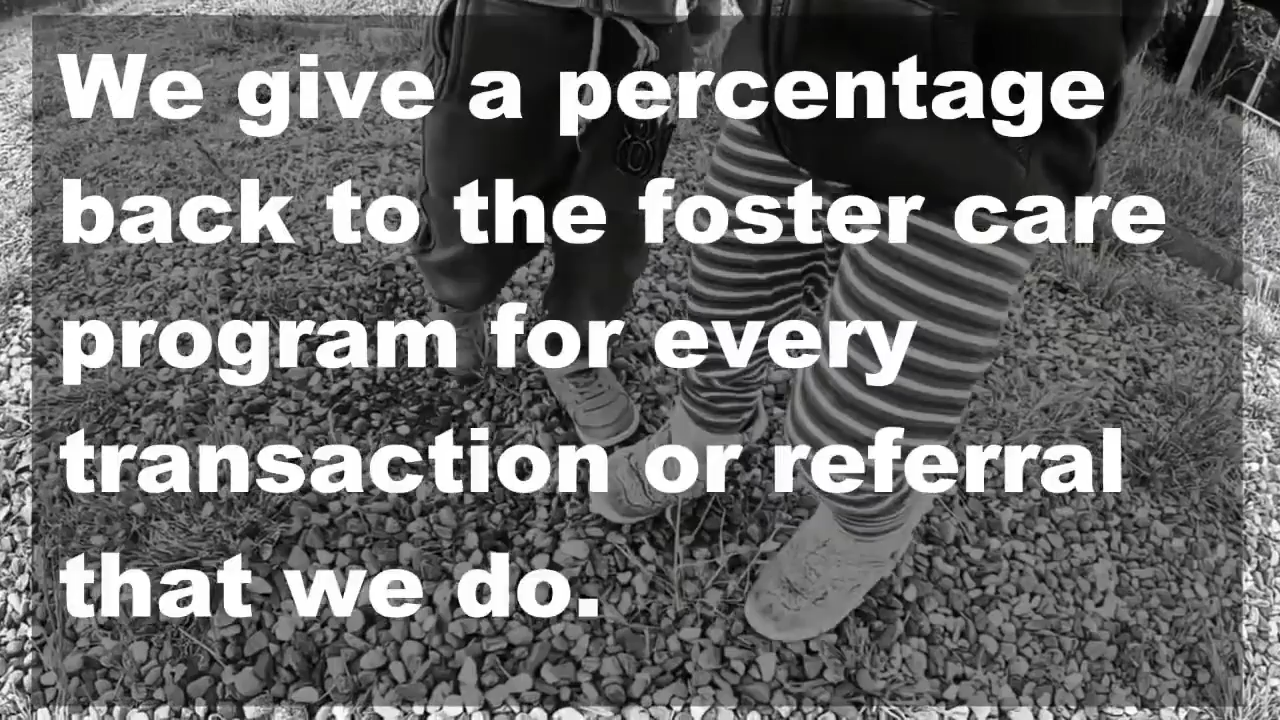 We give a percentage
back to the foster care
program for every
transaction or referral
that we do.